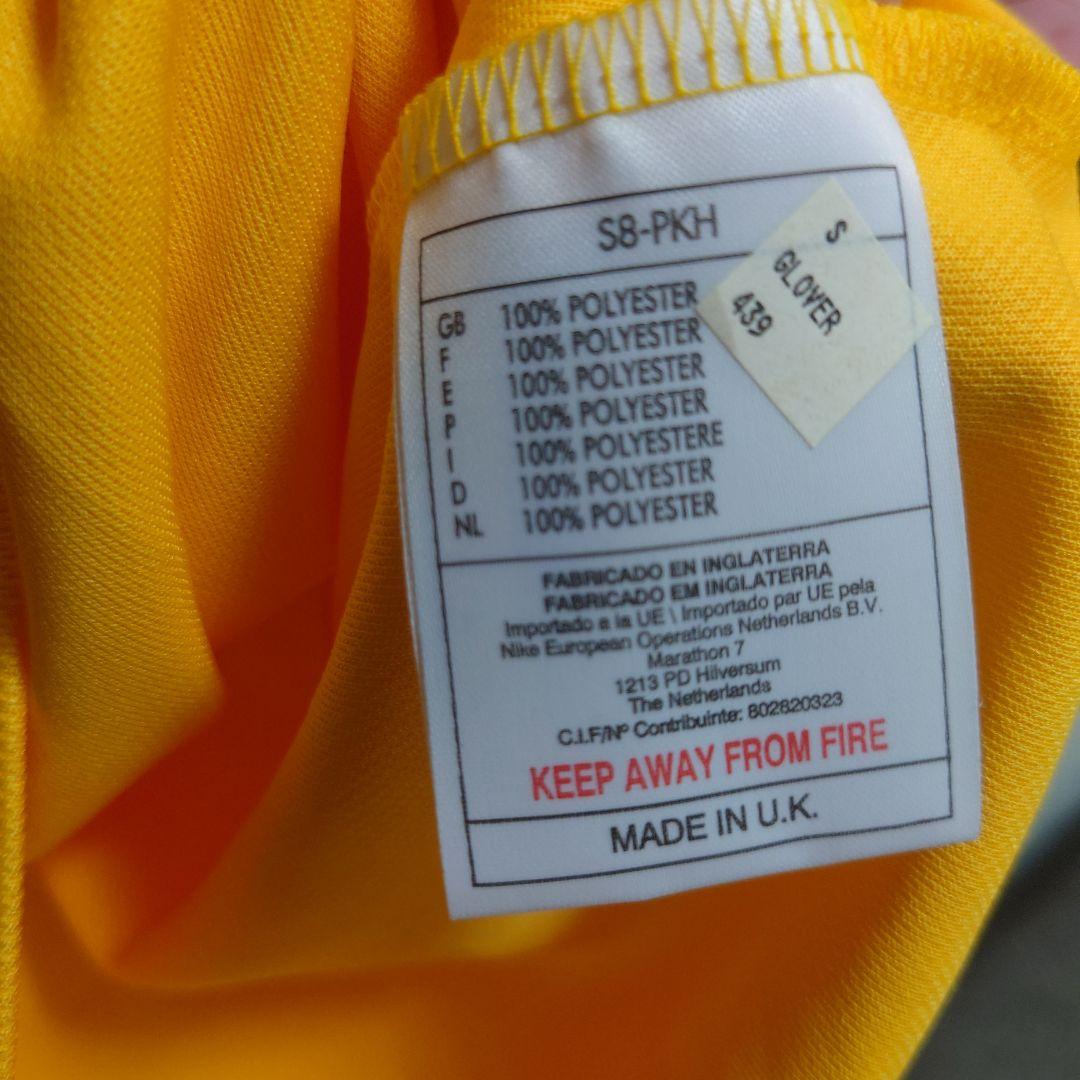 S8-PKH
S
GLOVER
439
GB 100% POLYESTER
F 100% POLYESTER
E 100% POLYESTER
P 100% POLYESTER
I 100% POLYESTERE
D 100% POLYESTER
NL 100% POLYESTER
FABRICADO EN INGLATERRA
FABRICADO EM INGLATERRA
Importado a la UE \ Importado par UE pela
Nike European Operations Netherlands B.V.
Marathon 7
1213 PD Hilversum
The Netherlands
C.I.F/Nº Contribuinte: 802820323
KEEP AWAY FROM FIRE
MADE IN U.K.